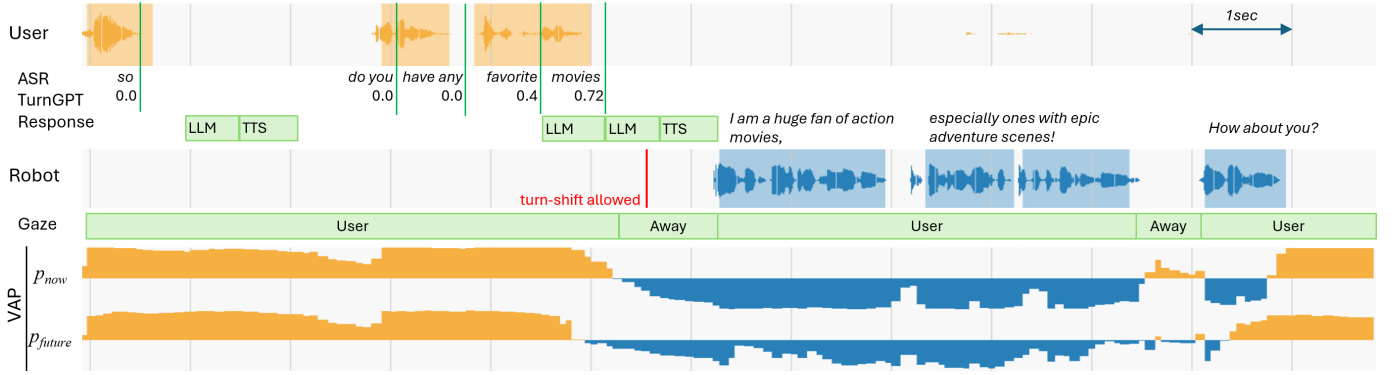 User
1sec
ASR so do you have any favorite movies
TurnGPT 0.0 0.0 0.0 0.4 0.72
Response LLM TTS LLM LLM TTS
I am a huge fan of action
movies,
especially ones with epic
adventure scenes!
How about you?
Robot
turn-shift allowed
Gaze User Away User Away User
VAP
pnow
pfuture